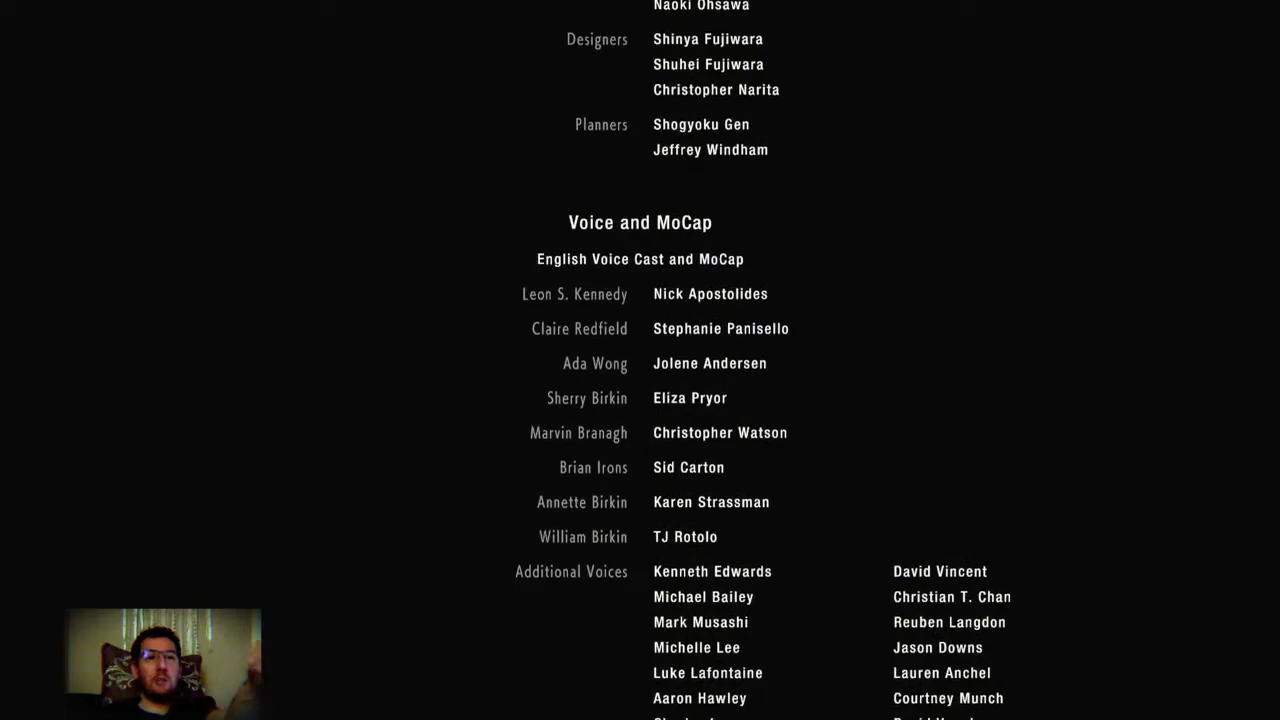 Naoki Ohsawa
Designers Shinya Fujiwara
Shuhei Fujiwara
Christopher Narita
Planners Shogyoku Gen
Jeffrey Windham
Voice and MoCap
English Voice Cast and MoCap
Leon S. Kennedy Nick Apostolides
Claire Redfield Stephanie Panisello
Ada Wong Jolene Andersen
Sherry Birkin Eliza Pryor
Marvin Branagh Christopher Watson
Brian Irons Sid Carton
Annette Birkin Karen Strassman
William Birkin TJ Rotolo
Additional Voices Kenneth Edwards David Vincent
Michael Bailey Christian T. Chan
Mark Musashi Reuben Langdon
Michelle Lee Jason Downs
Luke Lafontaine Lauren Anchel
Aaron Hawley Courtney Munch